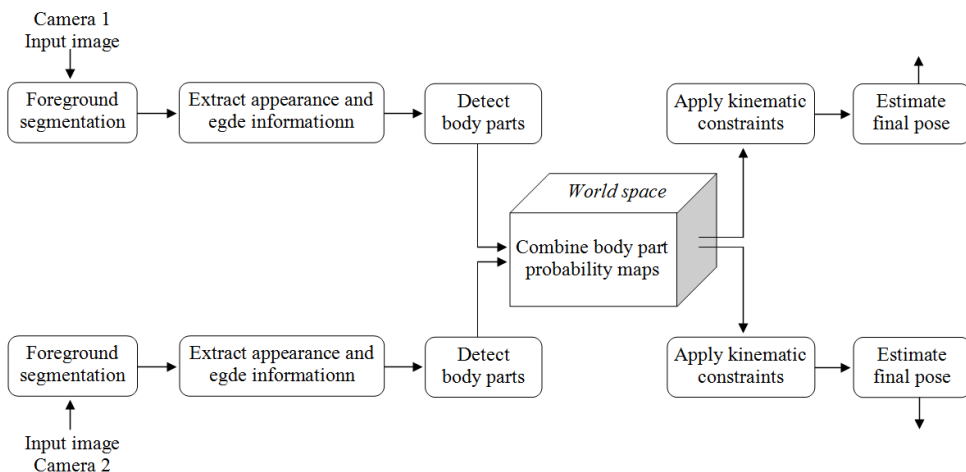 Camera 1
Input image
Foreground
segmentation
Extract appearance and
egde informationn
Detect
body parts
Apply kinematic
constraints
Estimate
final pose
World space
Combine body part
probability maps
Foreground
segmentation
Extract appearance and
egde informationn
Detect
body parts
Apply kinematic
constraints
Estimate
final pose
Input image
Camera 2